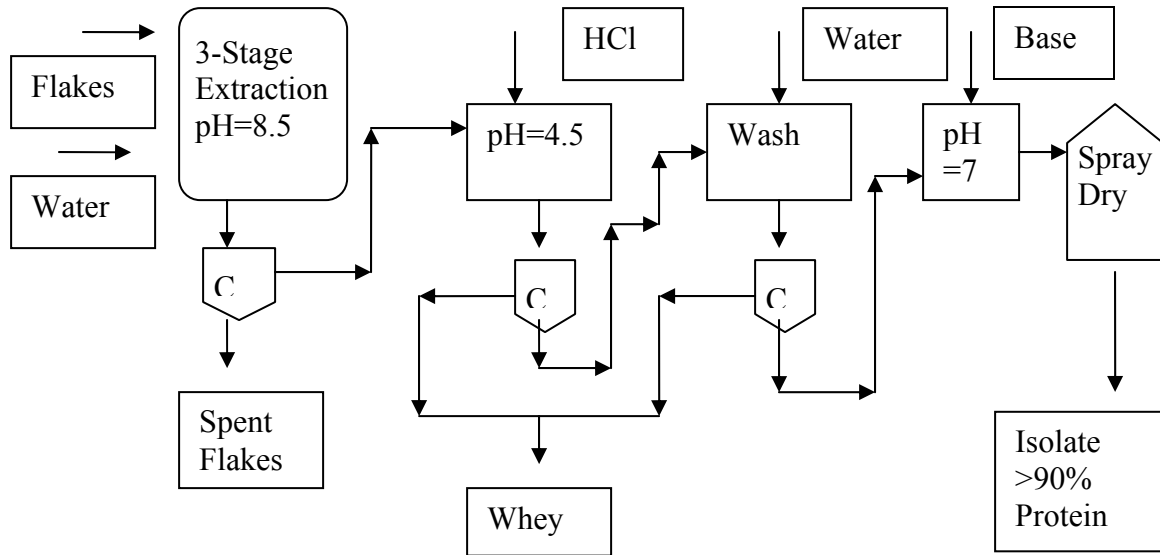 Flakes
Water
3-Stage
Extraction
pH=8.5
C
Spent
Flakes
HCl
pH=4.5
C
Whey
Water
Wash
C
Base
pH
=7
Spray
Dry
Isolate
>90%
Protein